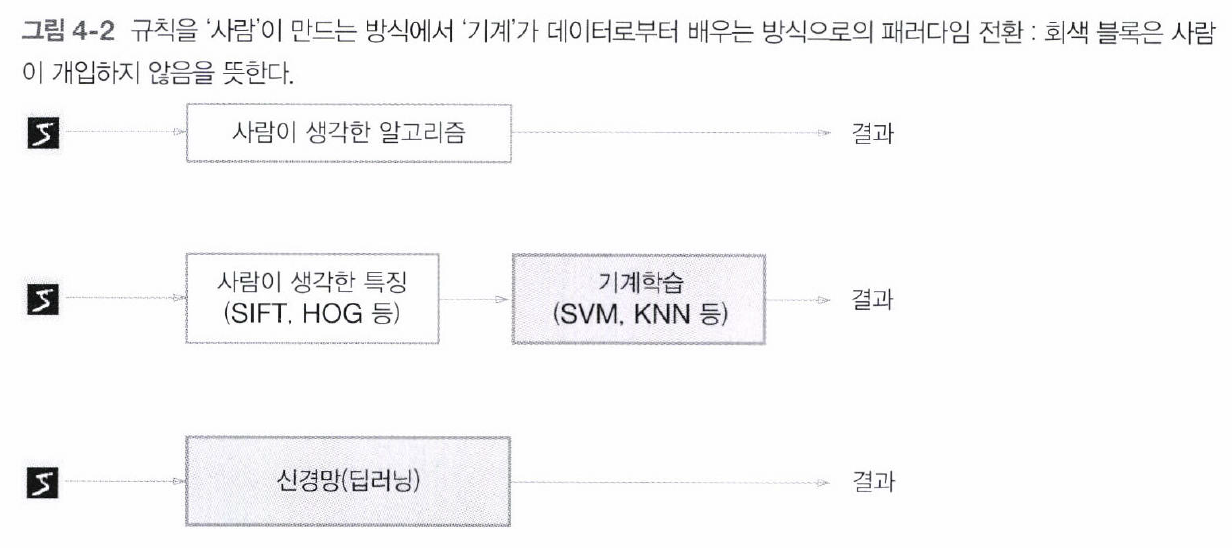 그림 4-2 규칙을 '사람'이 만드는 방식에서 '기계'가 데이터로부터 배우는 방식으로의 패러다임 전환 : 회색 블록은 사람
이 개입하지 않음을 뜻한다.
5
사람이 생각한 알고리즘
결과
5
사람이 생각한 특징
(SIFT, HOG 등)
기계학습
(SVM, KNN 등)
결과
5
신경망(딥러닝)
결과